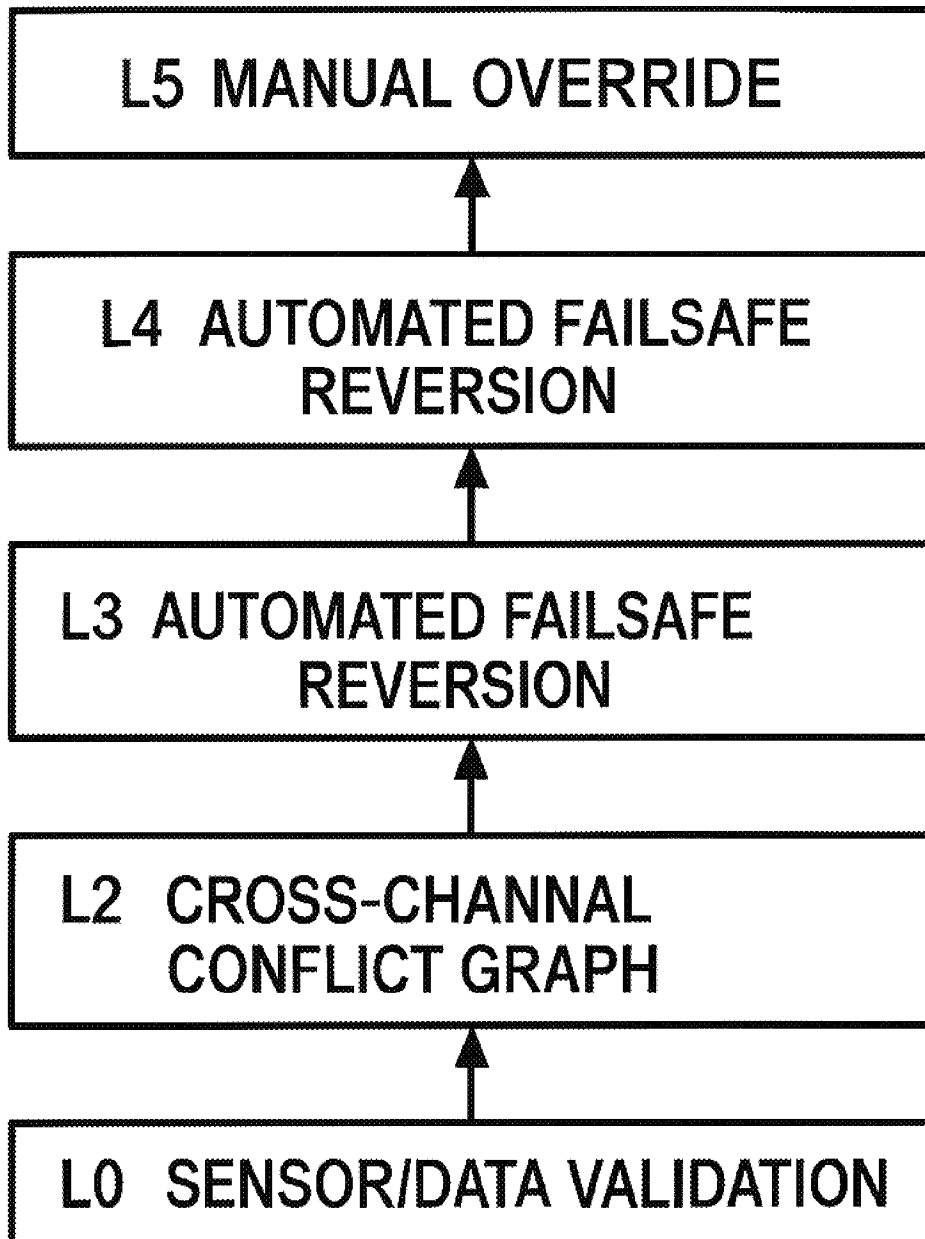 L5 MANUAL OVERRIDE
L4 AUTOMATED FAILSAFE
REVERSION
L3 AUTOMATED FAILSAFE
REVERSION
L2 CROSS-CHANNAL
CONFLICT GRAPH
L0 SENSOR/DATA VALIDATION